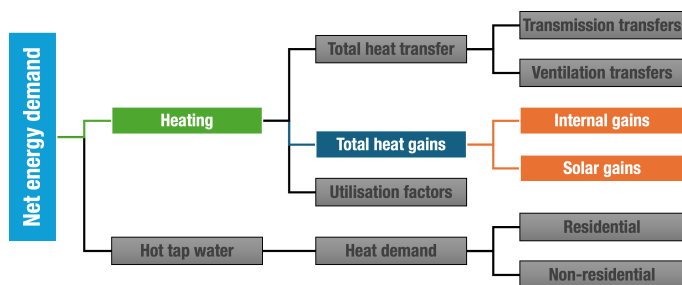 Net energy demand
Heating
Total heat transfer
Transmission transfers
Ventilation transfers
Total heat gains
Internal gains
Solar gains
Utilisation factors
Hot tap water
Heat demand
Residential
Non-residential